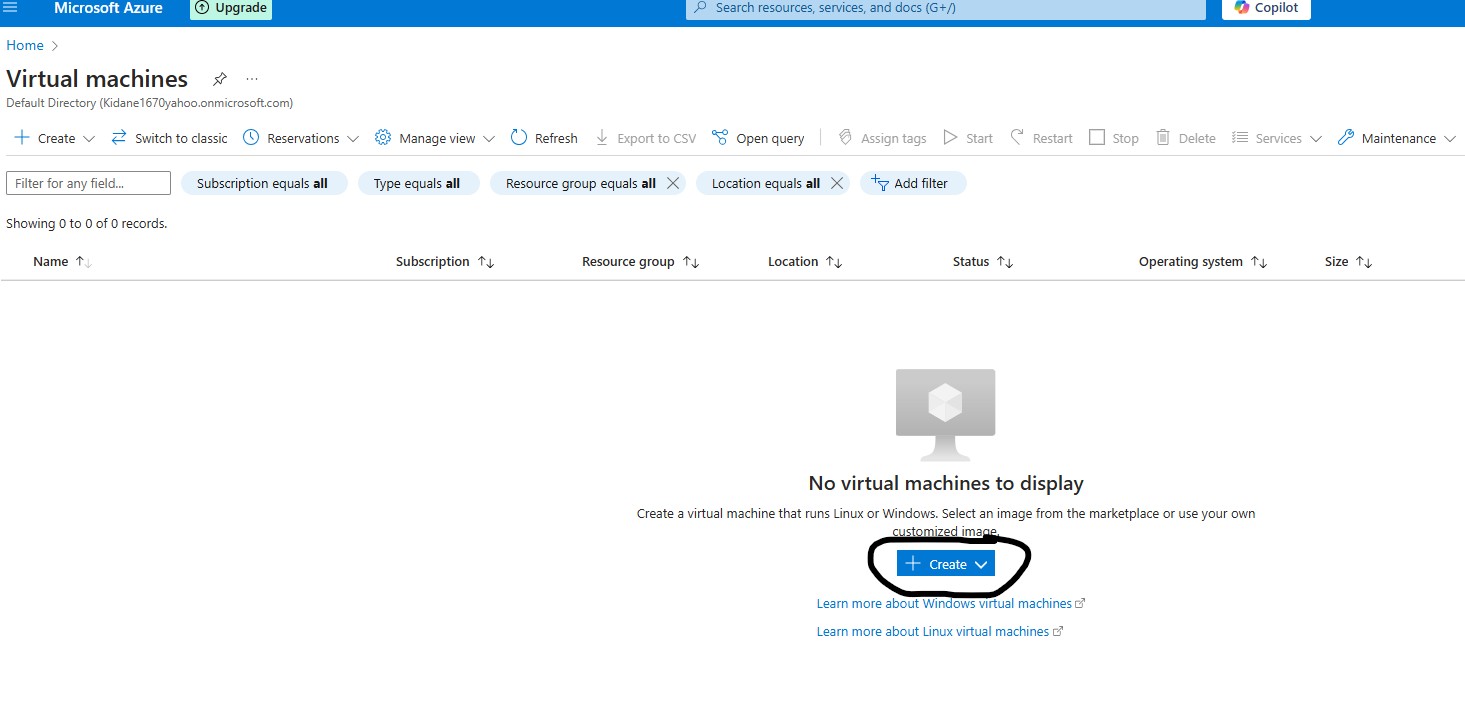 Microsoft Azure Upgrade Search resources, services, and docs (G+/) Copilot
Home
Virtual machines ...
Default Directory (Kidane1670yahoo.onmicrosoft.com)
Create Switch to classic Reservations Manage view Refresh Export to CSV Open query Assign tags Start Restart Stop Delete Services Maintenance
Filter for any field... Subscription equals all Type equals all Resource group equals all Location equals all Add filter
Showing 0 to 0 of 0 records.
Name Subscription Resource group Location Status Operating system Size
No virtual machines to display
Create a virtual machine that runs Linux or Windows. Select an image from the marketplace or use your own
customized image.
Create
Learn more about Windows virtual machines
Learn more about Linux virtual machines